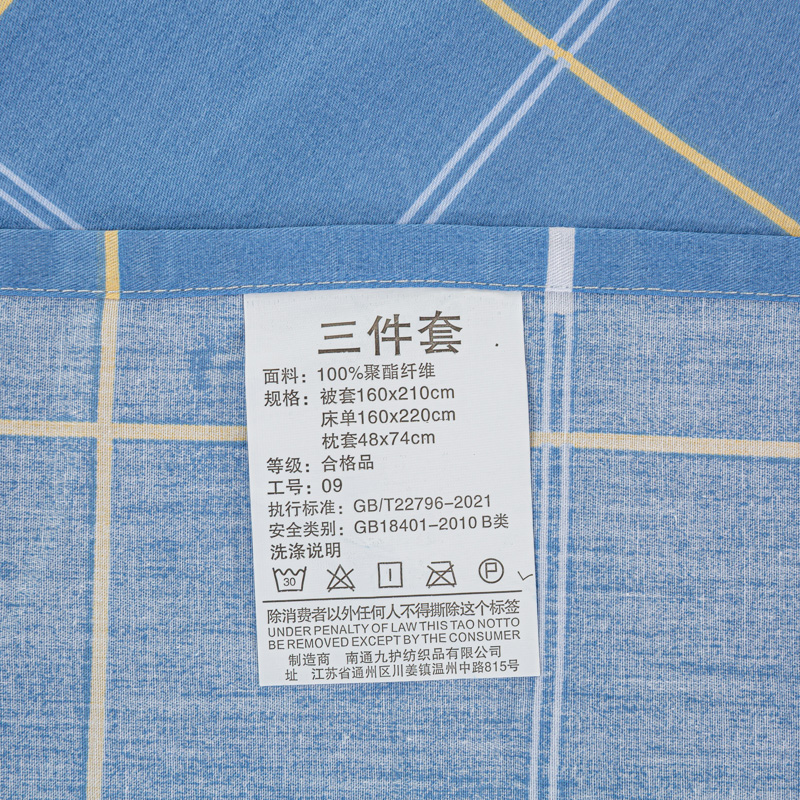 三件套
面料：100%聚酯纤维
规格：被套160x210cm
床单160x220cm
枕套48x74cm
等级：合格品
工号：09
执行标准：GB/T22796-2021
安全类别：GB18401-2010 B类
洗涤说明
30 P
除消费者以外任何人不得撕除这个标签
UNDER PENALTY OF LAW THIS TAO NOTTO
BE REMOVED EXCEPT BY THE CONSUMER
制造商 南通九护纺织品有限公司
址 江苏省通州区川姜镇温州中路815号